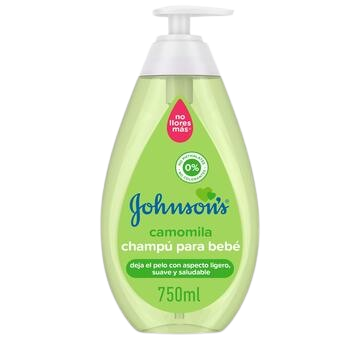 no
llores
más*
0%
Johnson's
camomila
champú para bebé
deja el pelo con aspecto ligero,
suave y saludable
750ml